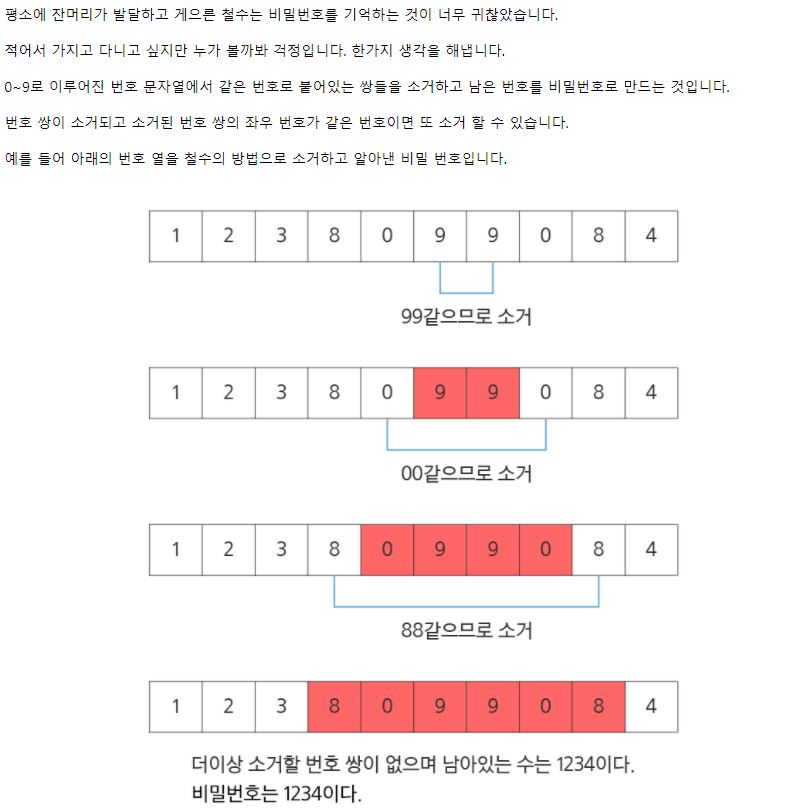 평소에 잔머리가 발달하고 게으른 철수는 비밀번호를 기억하는 것이 너무 귀찮았습니다.
적어서 가지고 다니고 싶지만 누가 볼까봐 걱정입니다. 한가지 생각을 해냅니다.
0~9로 이루어진 번호 문자열에서 같은 번호로 붙어있는 쌍들을 소거하고 남은 번호를 비밀번호로 만드는 것입니다.
번호 쌍이 소거되고 소거된 번호 쌍의 좌우 번호가 같은 번호이면 또 소거 할 수 있습니다.
예를 들어 아래의 번호 열을 철수의 방법으로 소거하고 알아낸 비밀 번호입니다.
1 2 3 8 0 9 9 0 8 4
99같으므로 소거
1 2 3 8 0 9 9 0 8 4
00같으므로 소거
1 2 3 8 0 9 9 0 8 4
88같으므로 소거
1 2 3 8 0 9 9 0 8 4
더이상 소거할 번호 쌍이 없으며 남아있는 수는 1234이다.
비밀번호는 1234이다.